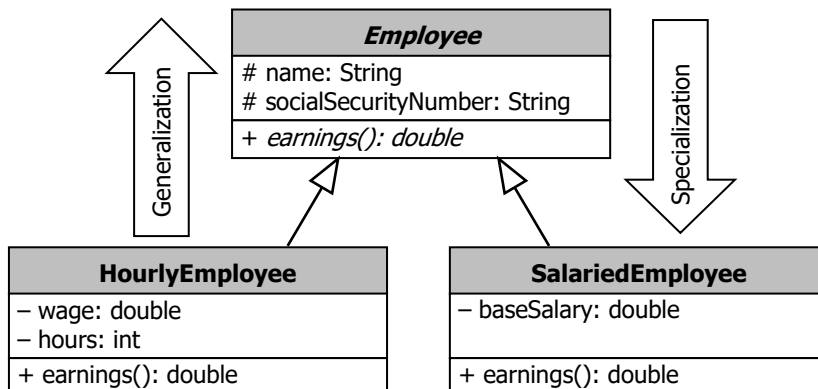 Generalization
Employee
# name: String
# socialSecurityNumber: String
+ earnings(): double
Specialization
HourlyEmployee
– wage: double
– hours: int
+ earnings(): double
SalariedEmployee
– baseSalary: double
+ earnings(): double